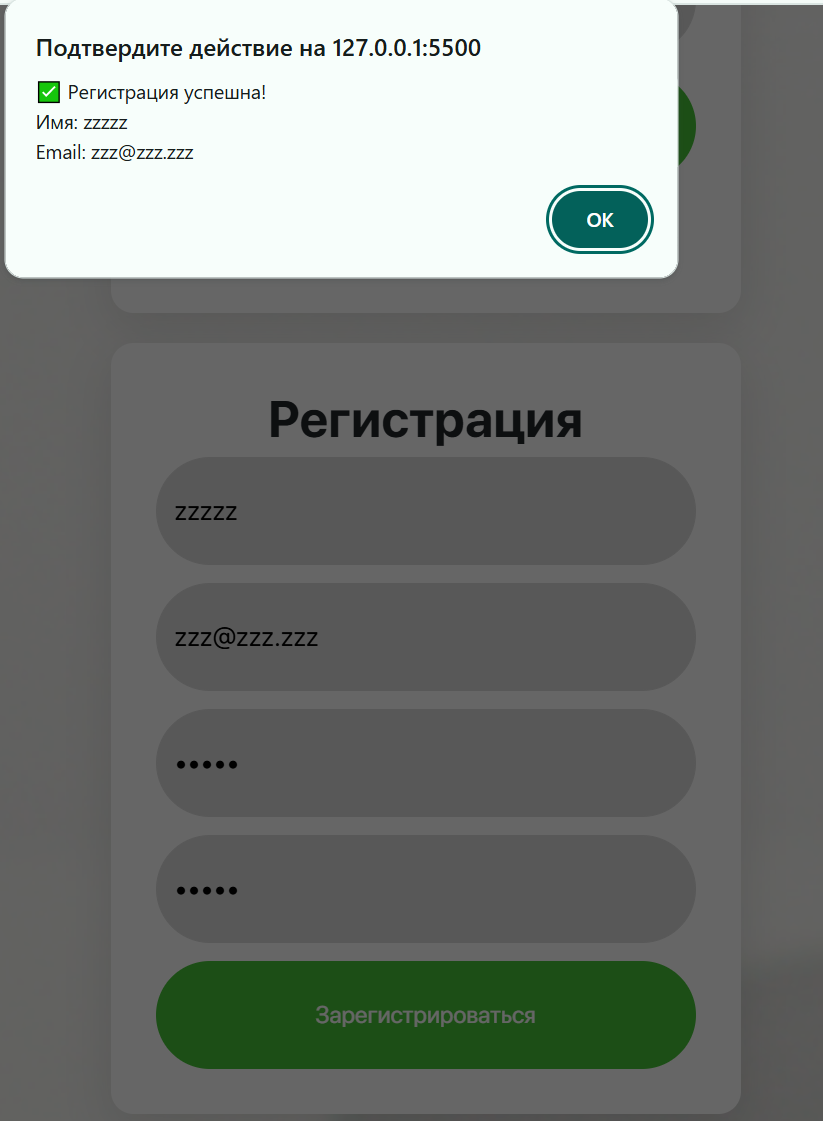 Подтвердите действие на 127.0.0.1:5500
✅ Регистрация успешна!
Имя: zzzzz
Email: zzz@zzz.zzz
ОК
Регистрация
zzzzz
zzz@zzz.zzz
•••••
•••••
Зарегистрироваться